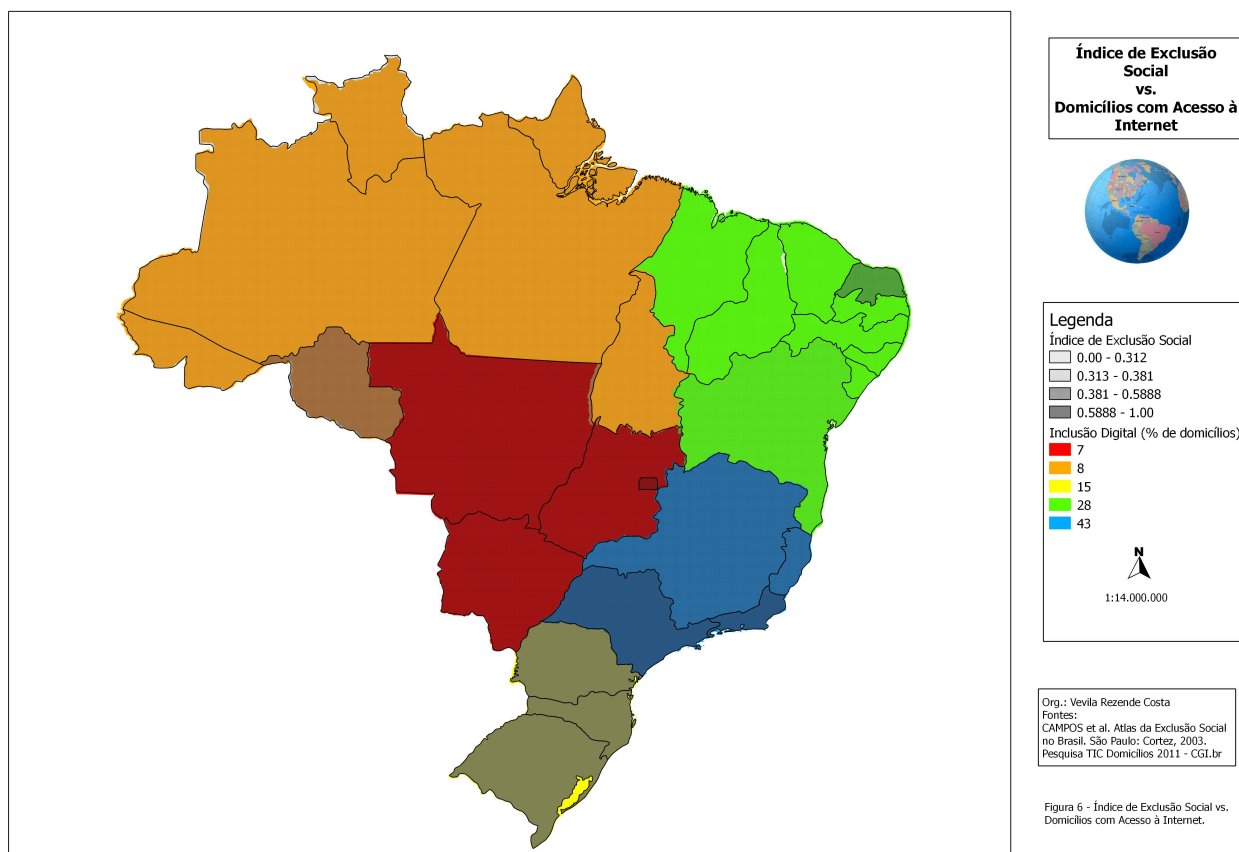 Índice de Exclusão
Social
vs.
Domicílios com Acesso à
Internet
Legenda
Índice de Exclusão Social
0.00 - 0.312
0.313 - 0.381
0.381 - 0.5888
0.5888 - 1.00
Inclusão Digital (% de domicílios)
7
8
15
28
43
N
1:14.000.000
Org.: Vevila Rezende Costa
Fontes:
CAMPOS et al. Atlas da Exclusão Social
no Brasil. São Paulo: Cortez, 2003.
Pesquisa TIC Domicílios 2011 - CGI.br
Figura 6 - Índice de Exclusão Social vs.
Domicílios com Acesso à Internet.